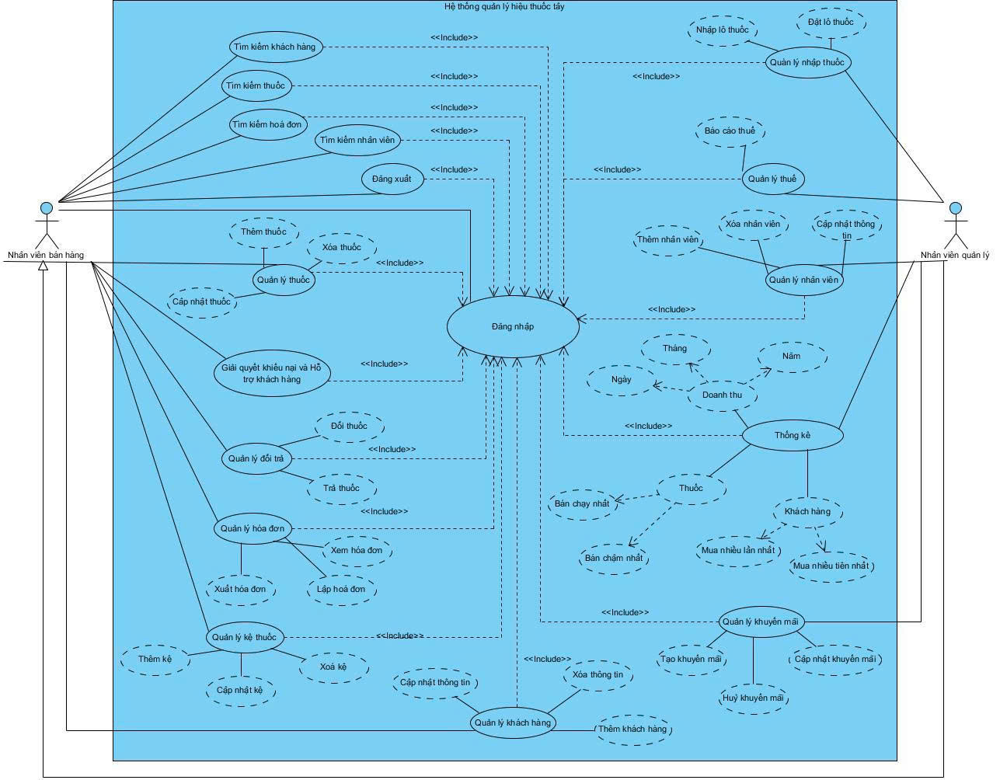 Hệ thống quản lý hiệu thuốc tây
Tìm kiếm khách hàng
<<Include>>
Nhập lô thuốc
Đặt lô thuốc
Tìm kiếm thuốc
<<Include>>
Quản lý nhập thuốc
<<Include>>
Tìm kiếm hoá đơn
<<Include>>
Tìm kiếm nhân viên
<<Include>>
Báo cáo thuế
Đăng xuất
<<Include>>
<<Include>>
Quản lý thuế
Nhân viên bán hàng
Nhân viên quản lý
Thêm thuốc
Xóa thuốc
Quản lý thuốc
<<Include>>
Cập nhật thuốc
Thêm nhân viên
Xóa nhân viên
Cập nhật thông
tin
Quản lý nhân viên
<<Include>>
Đăng nhập
Giải quyết khiếu nại và Hỗ
trợ khách hàng
<<Include>>
Tháng
Năm
Ngày
Doanh thu
Đổi thuốc
Quản lý đổi trả
<<Include>>
Trả thuốc
<<Include>>
Thống kê
Thuốc
Bán chạy nhất
Bán chậm nhất
Khách hàng
Mua nhiều lần nhất
Mua nhiều tiền nhất
Quản lý hóa đơn
<<Include>>
Xem hóa đơn
Xuất hóa đơn
Lập hoá đơn
<<Include>>
Quản lý khuyến mãi
Tạo khuyến mãi
Cập nhật khuyến mãi
Huỷ khuyến mãi
Quản lý kệ thuốc
<<Include>>
Thêm kệ
Xoá kệ
Cập nhật kệ
<<Include>>
Cập nhật thông tin
Xóa thông tin
Quản lý khách hàng
Thêm khách hàng